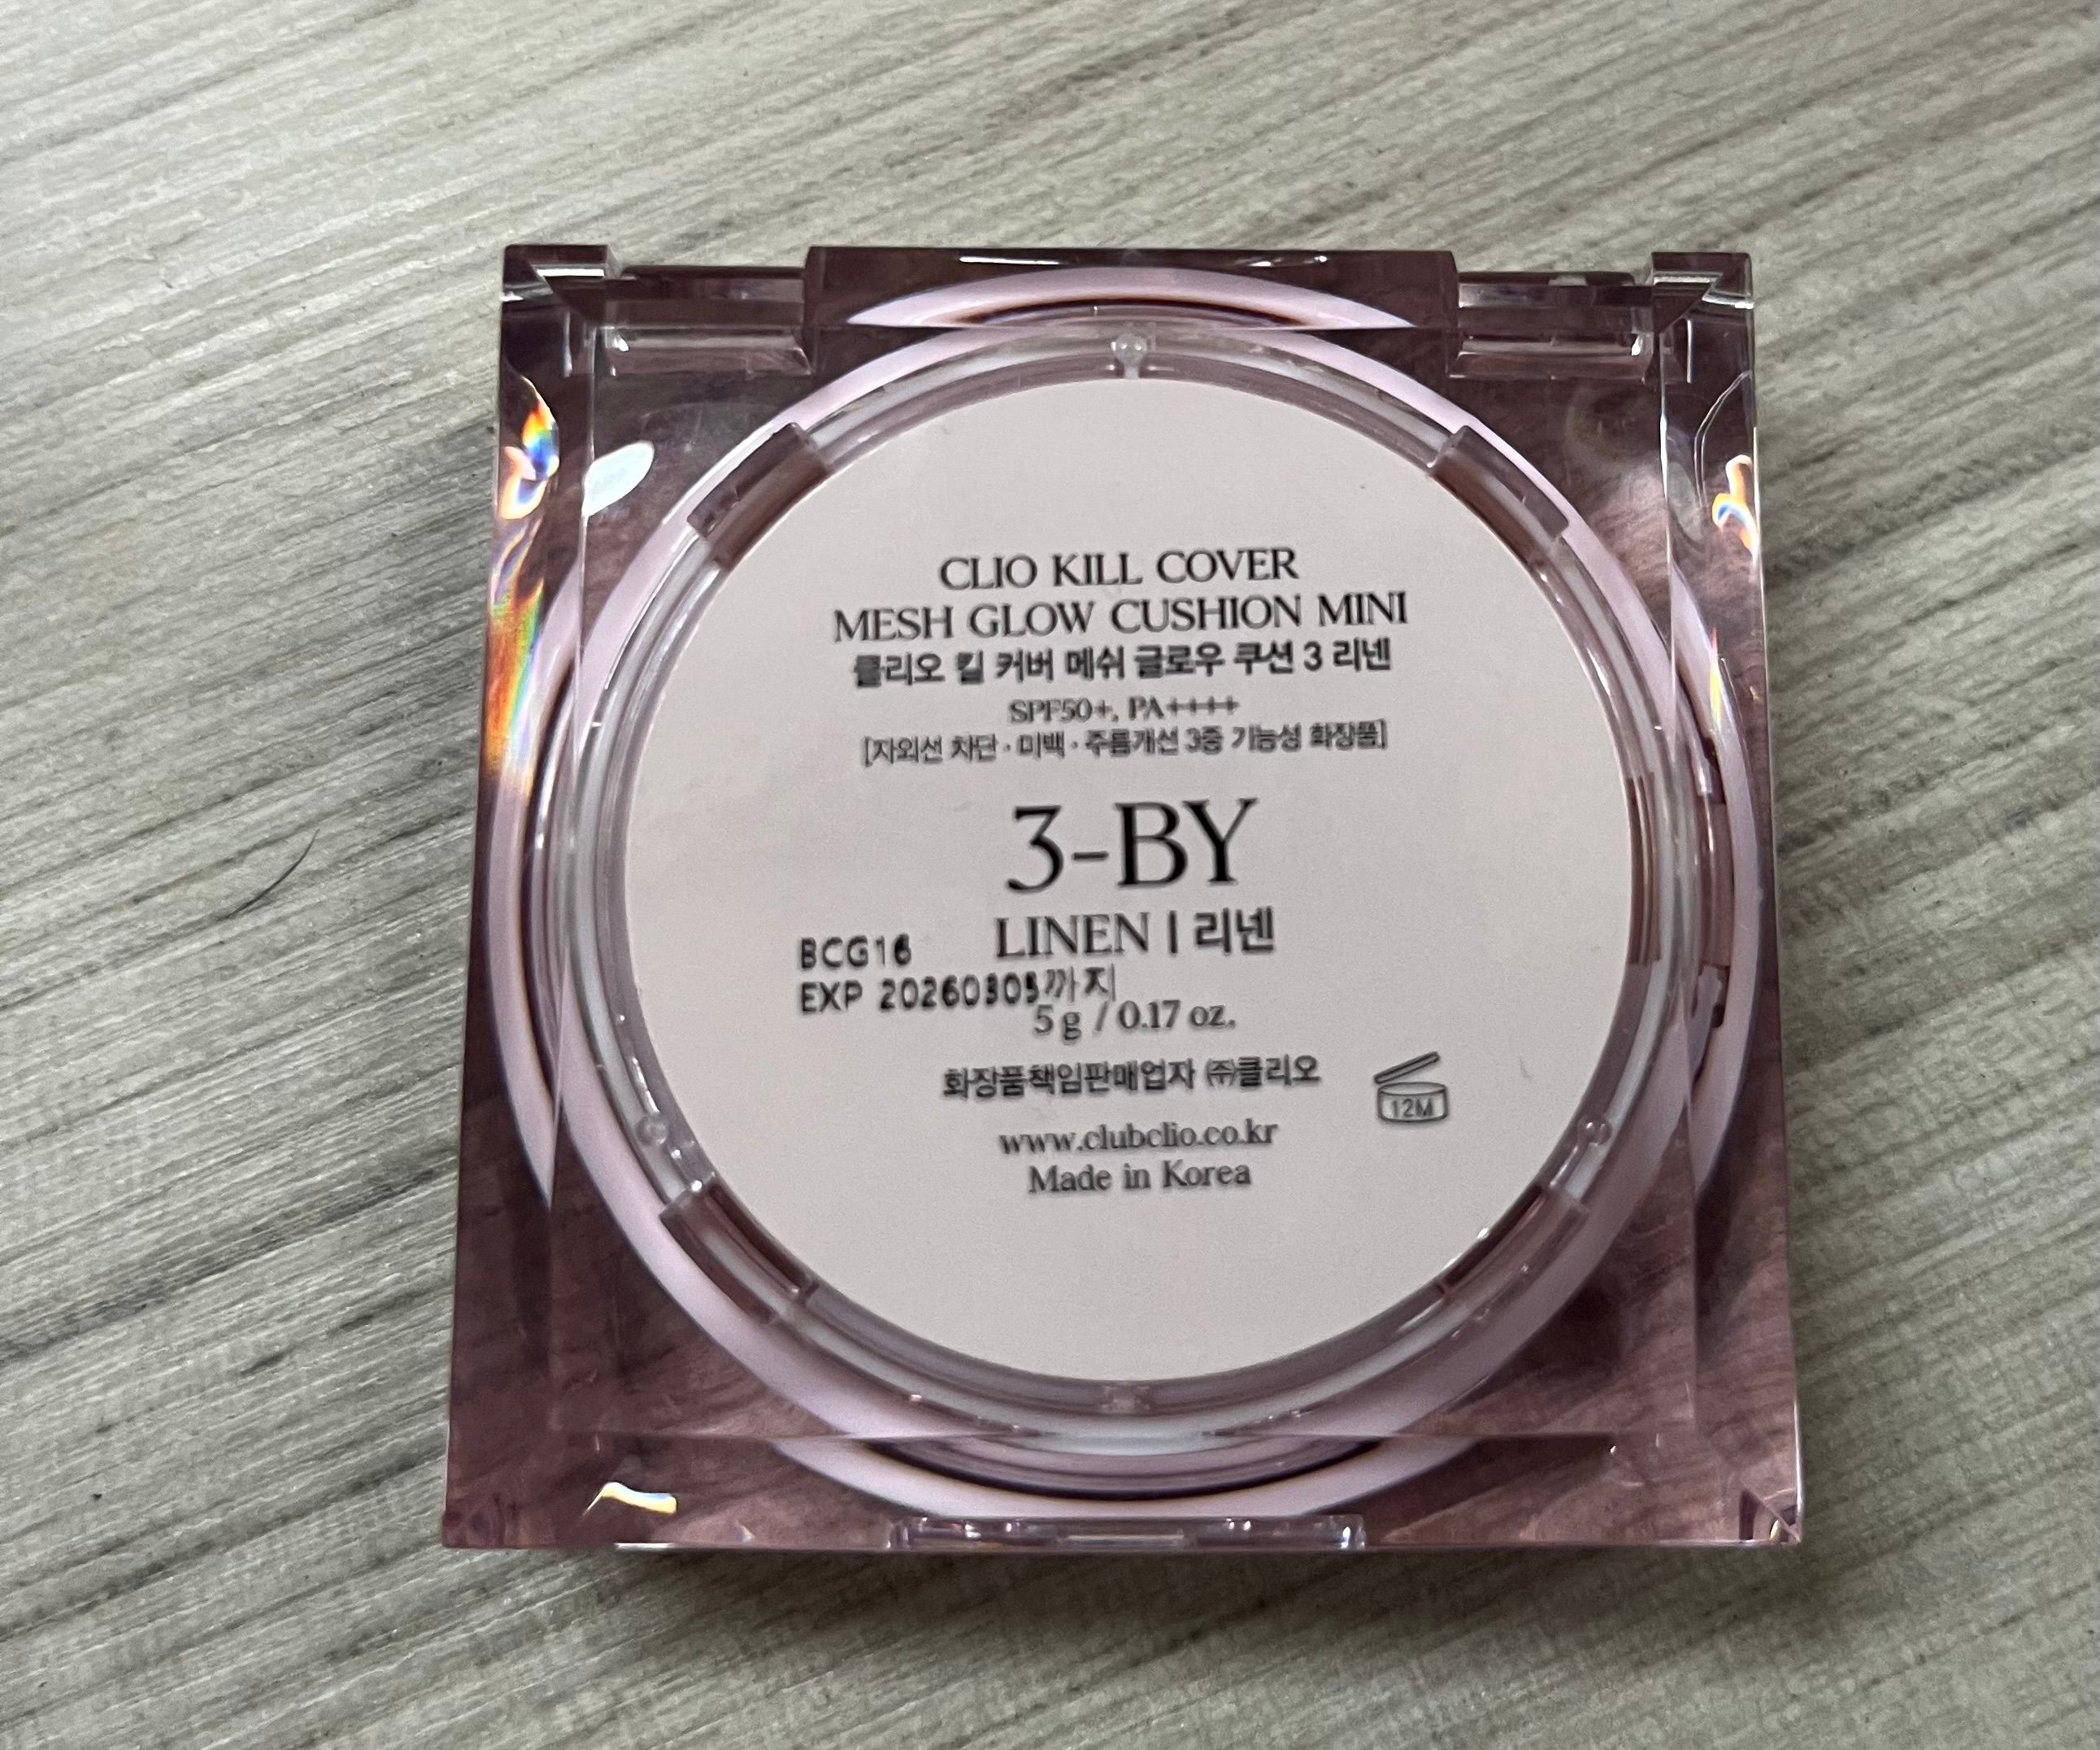 CLIO KILL COVER
MESH GLOW CUSHION MINI
클리오 킬 커버 메쉬 글로우 쿠션 3 리넨
SPF50+, PA++++
[자외선 차단 · 미백 · 주름개선 3중 기능성 화장품]
3-BY
LINEN | 리넨
BCG16
EXP 20260305까지
5 g / 0.17 oz.
화장품책임판매업자 ㈜클리오
12M
www.clubclio.co.kr
Made in Korea